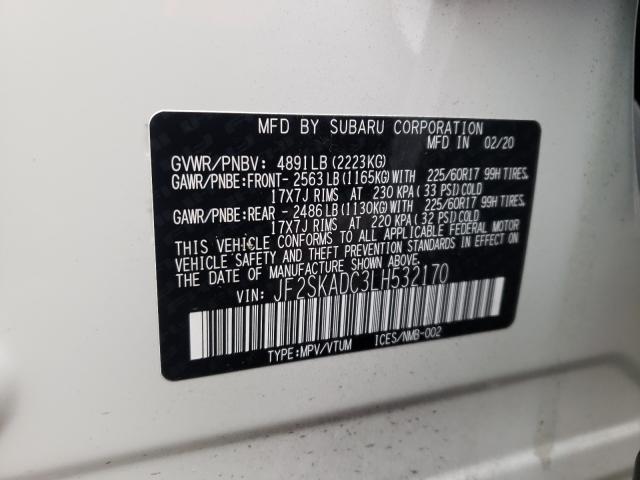 MFD BY SUBARU CORPORATION
MFD IN 02/20
GVWR/PNBV: 4891LB (2223KG)
GAWR/PNBE:FRONT- 2563LB (1165KG) WITH 225/60R17 99H TIRES
17X7J RIMS AT 230 KPA (33 PSI) COLD
GAWR/PNBE:REAR - 2486LB (1130KG) WITH 225/60R17 99H TIRES
17X7J RIMS AT 220 KPA (32 PSI) COLD
THIS VEHICLE CONFORMS TO ALL APPLICABLE FEDERAL MOTOR
VEHICLE SAFETY AND THEFT PREVENTION STANDARDS IN EFFECT ON
THE DATE OF MANUFACTURE SHOWN ABOVE.
VIN: JF2SKADC3LH532170
TYPE:MPV/VTUM ICES/NMB-002